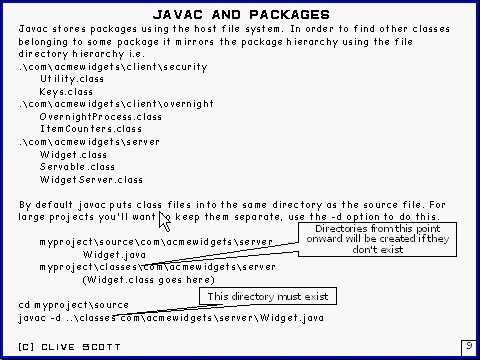 JAVAC AND PACKAGES
Javac stores packages using the host file system. In order to find other classes
belonging to some package it mirrors the package hierarchy using the file
directory hierarchy i.e.
.\com\acmewidgets\client\security
Utility.class
Keys.class
.\com\acmewidgets\client\overnight
OvernightProcess.class
ItemCounters.class
.\com\acmewidgets\server
Widget.class
Servable.class
WidgetServer.class
By default javac puts class files into the same directory as the source file. For
large projects you'll want to keep them separate, use the -d option to do this.
Directories from this point
onward will be created if they
don't exist
myproject\source\com\acmewidgets\server
Widget.java
myproject\classes\com\acmewidgets\server
(Widget.class goes here)
This directory must exist
cd myproject\source
javac -d ..\classes com\acmewidgets\server\Widget.java
(C) CLIVE SCOTT
9